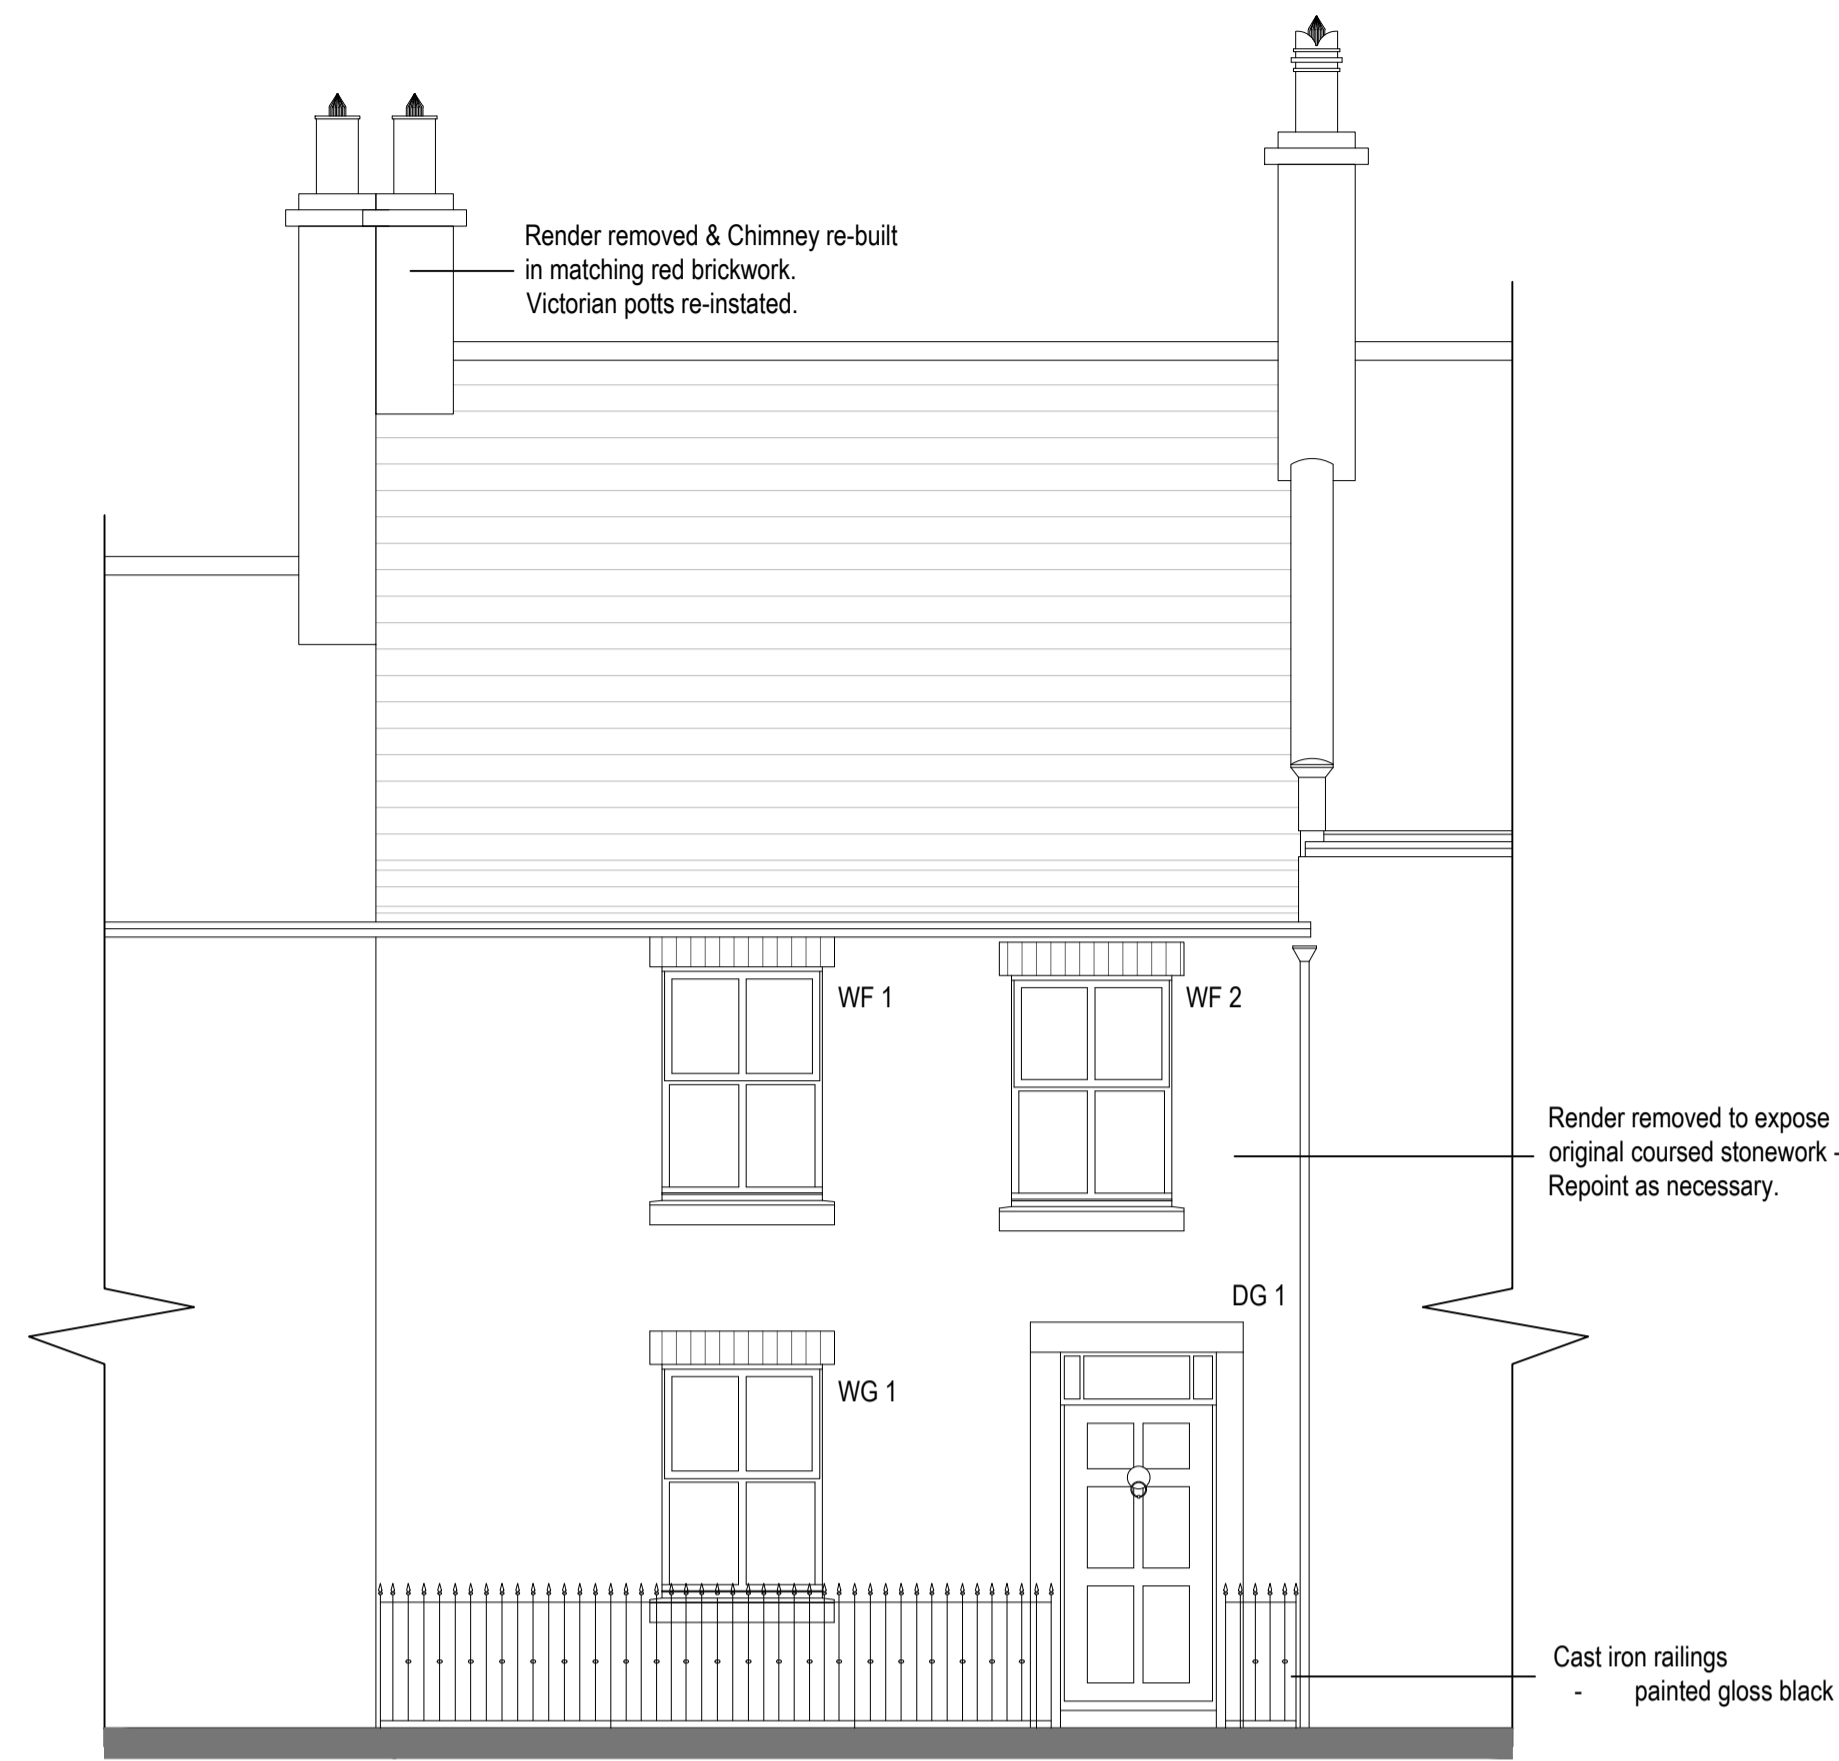 Render removed & Chimney re-built
in matching red brickwork.
Victorian potts re-instated.
WF 1
WF 2
Render removed to expose
original coursed stonework -
Repoint as necessary.
DG 1
WG 1
Cast iron railings
- painted gloss black